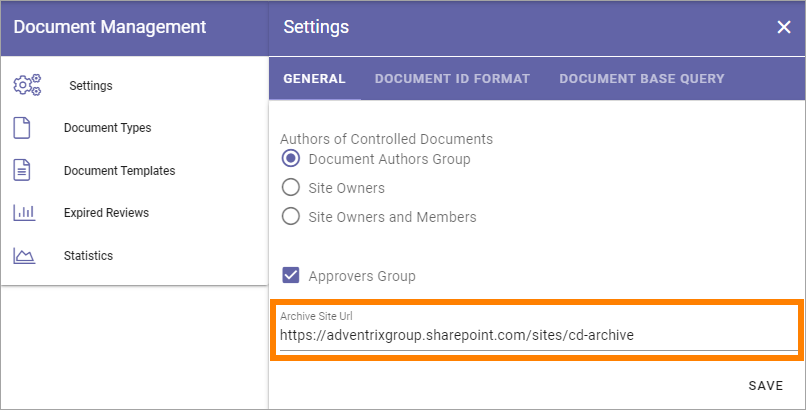 Document Management
Settings
Document Types
Document Templates
Expired Reviews
Statistics
Settings
GENERAL DOCUMENT ID FORMAT DOCUMENT BASE QUERY
Authors of Controlled Documents
Document Authors Group
Site Owners
Site Owners and Members
Approvers Group
Archive Site Url
https://adventrixgroup.sharepoint.com/sites/cd-archive
SAVE